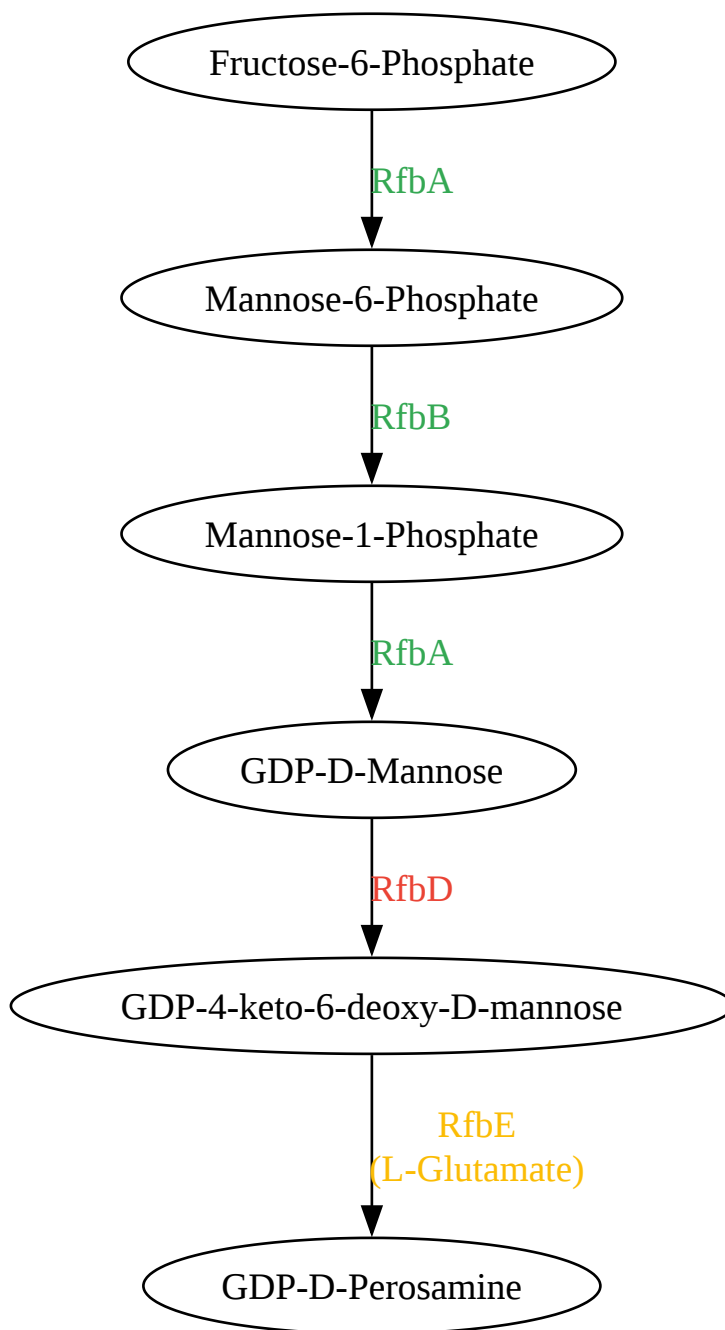 Fructose-6-Phosphate
RfbA
Mannose-6-Phosphate
RfbB
Mannose-1-Phosphate
RfbA
GDP-D-Mannose
RfbD
GDP-4-keto-6-deoxy-D-mannose
RfbE
(L-Glutamate)
GDP-D-Perosamine